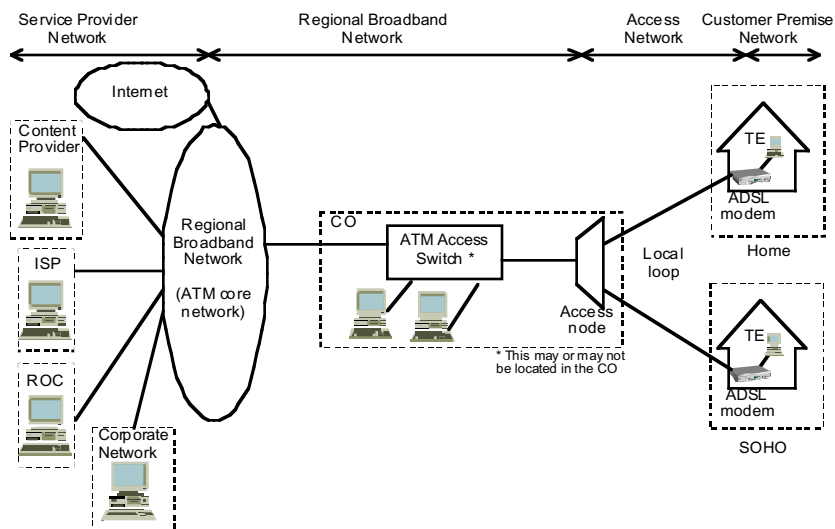 Service Provider
Network
Regional Broadband
Network
Access
Network
Customer Premise
Network
Internet
Content
Provider
ISP
ROC
Corporate
Network
Regional
Broadband
Network
(ATM core
network)
CO
ATM Access
Switch *
Access
node
* This may or may not
be located in the CO
Local
loop
TE
ADSL
modem
Home
TE
ADSL
modem
SOHO